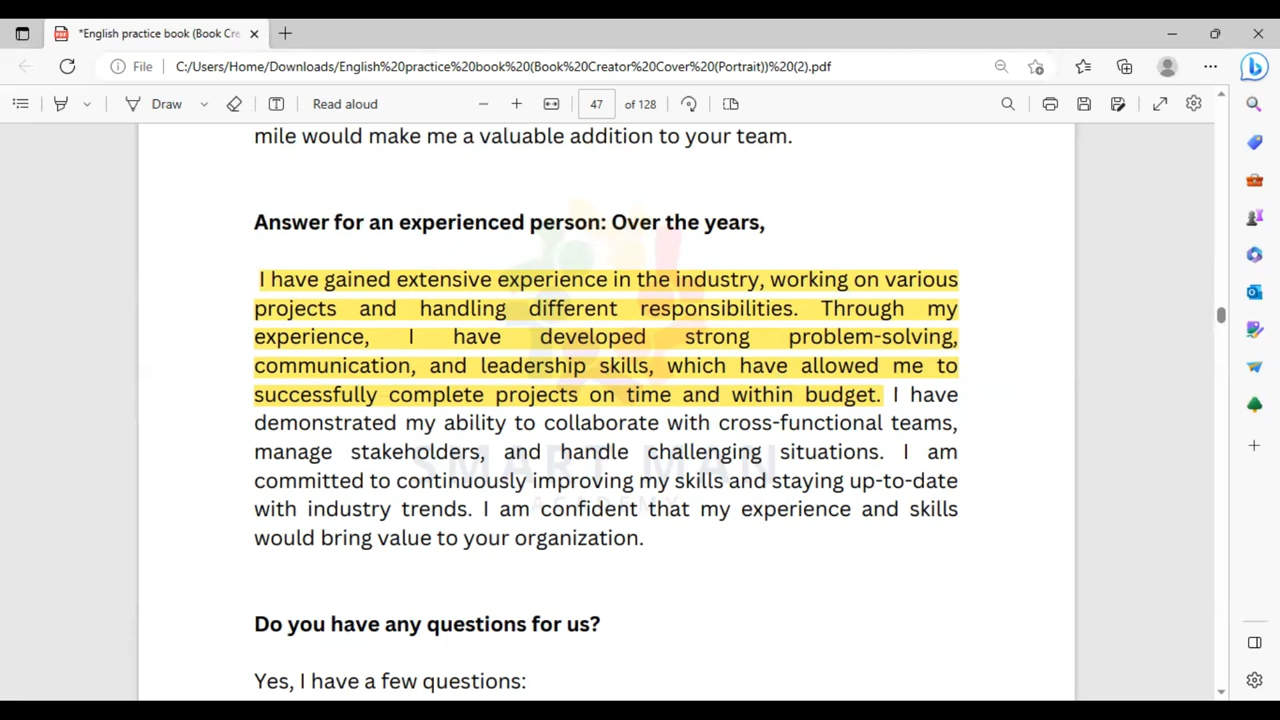 *English practice book (Book Cre
File
C:/Users/Home/Downloads/English%20practice%20book%20(Book%20Creator%20Cover%20(Portrait))%20(2).pdf
Draw
Read aloud
47 of 128
mile would make me a valuable addition to your team.
Answer for an experienced person: Over the years,
I have gained extensive experience in the industry, working on various
projects and handling different responsibilities. Through my
experience, I have developed strong problem-solving,
communication, and leadership skills, which have allowed me to
successfully complete projects on time and within budget. I have
demonstrated my ability to collaborate with cross-functional teams,
manage stakeholders, and handle challenging situations. I am
committed to continuously improving my skills and staying up-to-date
with industry trends. I am confident that my experience and skills
would bring value to your organization.
SMART MAN
ACADEMY
Do you have any questions for us?
Yes, I have a few questions: